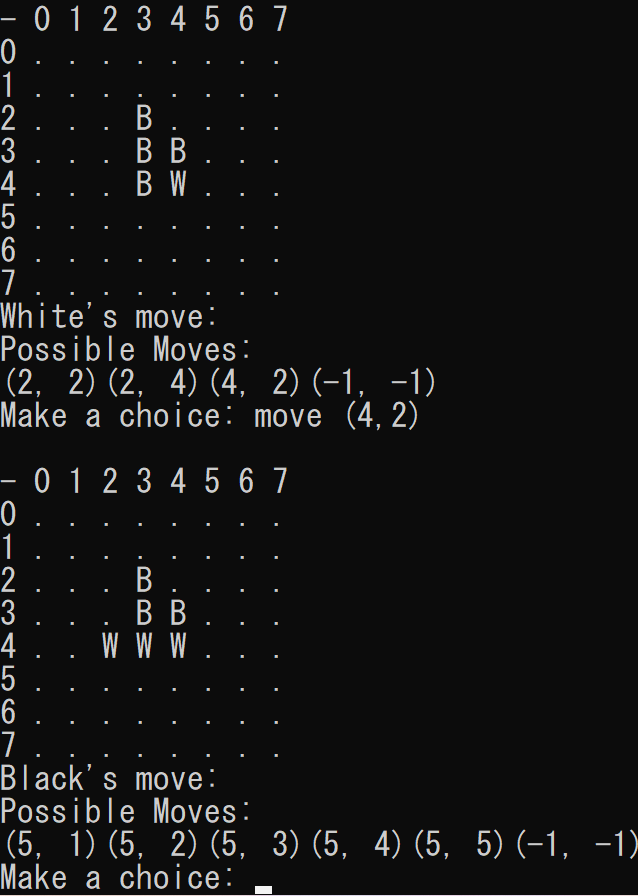 - 0 1 2 3 4 5 6 7
0 . . . . . . . .
1 . . . . . . . .
2 . . . B . . . .
3 . . . B B . . .
4 . . . B W . . .
5 . . . . . . . .
6 . . . . . . . .
7 . . . . . . . .
White's move:
Possible Moves:
(2, 2)(2, 4)(4, 2)(-1, -1)
Make a choice: move (4,2)
- 0 1 2 3 4 5 6 7
0 . . . . . . . .
1 . . . . . . . .
2 . . . B . . . .
3 . . . B B . . .
4 . . W W W . . .
5 . . . . . . . .
6 . . . . . . . .
7 . . . . . . . .
Black's move:
Possible Moves:
(5, 1)(5, 2)(5, 3)(5, 4)(5, 5)(-1, -1)
Make a choice: